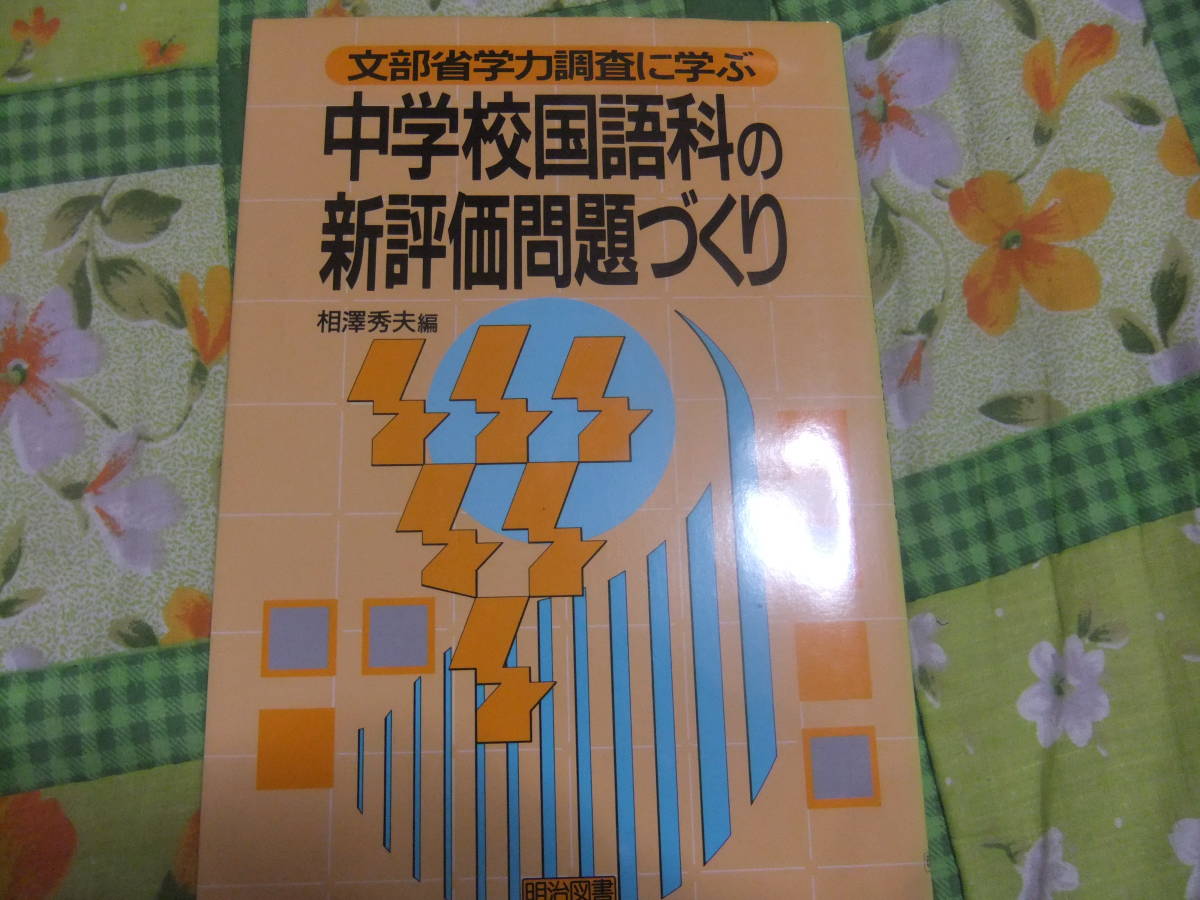 文部省学力調査に学ぶ
中学校国語科の
新評価問題づくり
相澤秀夫編
明治図書